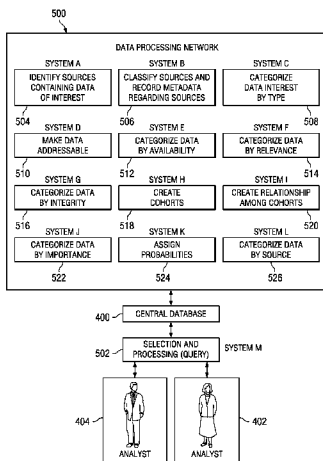 500
DATA PROCESSING NETWORK
SYSTEM A
IDENTIFY SOURCES
CONTAINING DATA
OF INTEREST
504
SYSTEM B
CLASSIFY SOURCES AND
RECORD METADATA
REGARDING SOURCES
506
SYSTEM C
CATEGORIZE
DATA INTEREST
BY TYPE
508
SYSTEM D
MAKE DATA
ADDRESSABLE
510
SYSTEM E
CATEGORIZE DATA
BY AVAILABILITY
512
SYSTEM F
CATEGORIZE DATA
BY RELEVANCE
514
SYSTEM G
CATEGORIZE DATA
BY INTEGRITY
516
SYSTEM H
CREATE
COHORTS
518
SYSTEM I
CREATE RELATIONSHIP
AMONG COHORTS
520
SYSTEM J
CATEGORIZE DATA
BY IMPORTANCE
522
SYSTEM K
ASSIGN
PROBABILITIES
524
SYSTEM L
CATEGORIZE DATA
BY SOURCE
526
400
CENTRAL DATABASE
502
SELECTION AND
PROCESSING (QUERY)
SYSTEM M
404
ANALYST
ANALYST
402